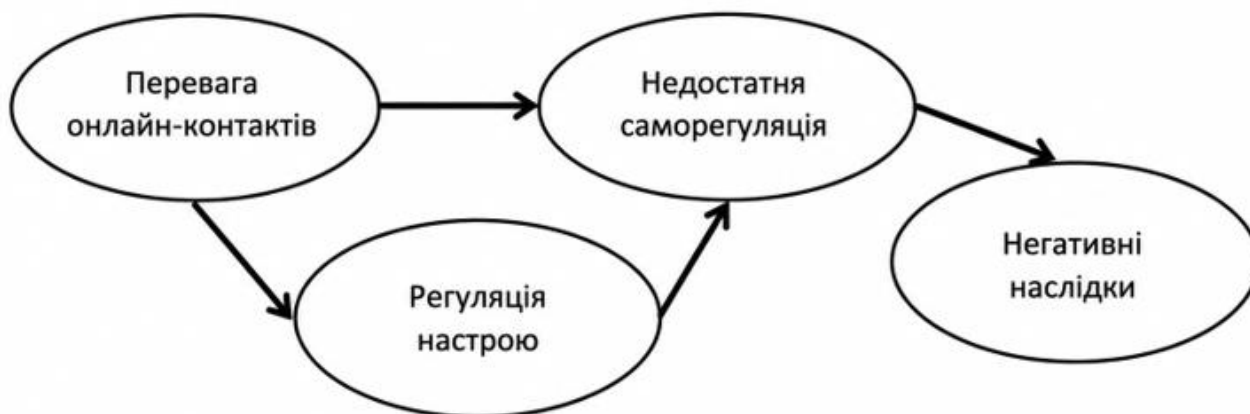 Перевага
онлайн-контактів
Недостатня
саморегуляція
Регуляція
настрою
Негативні
наслідки